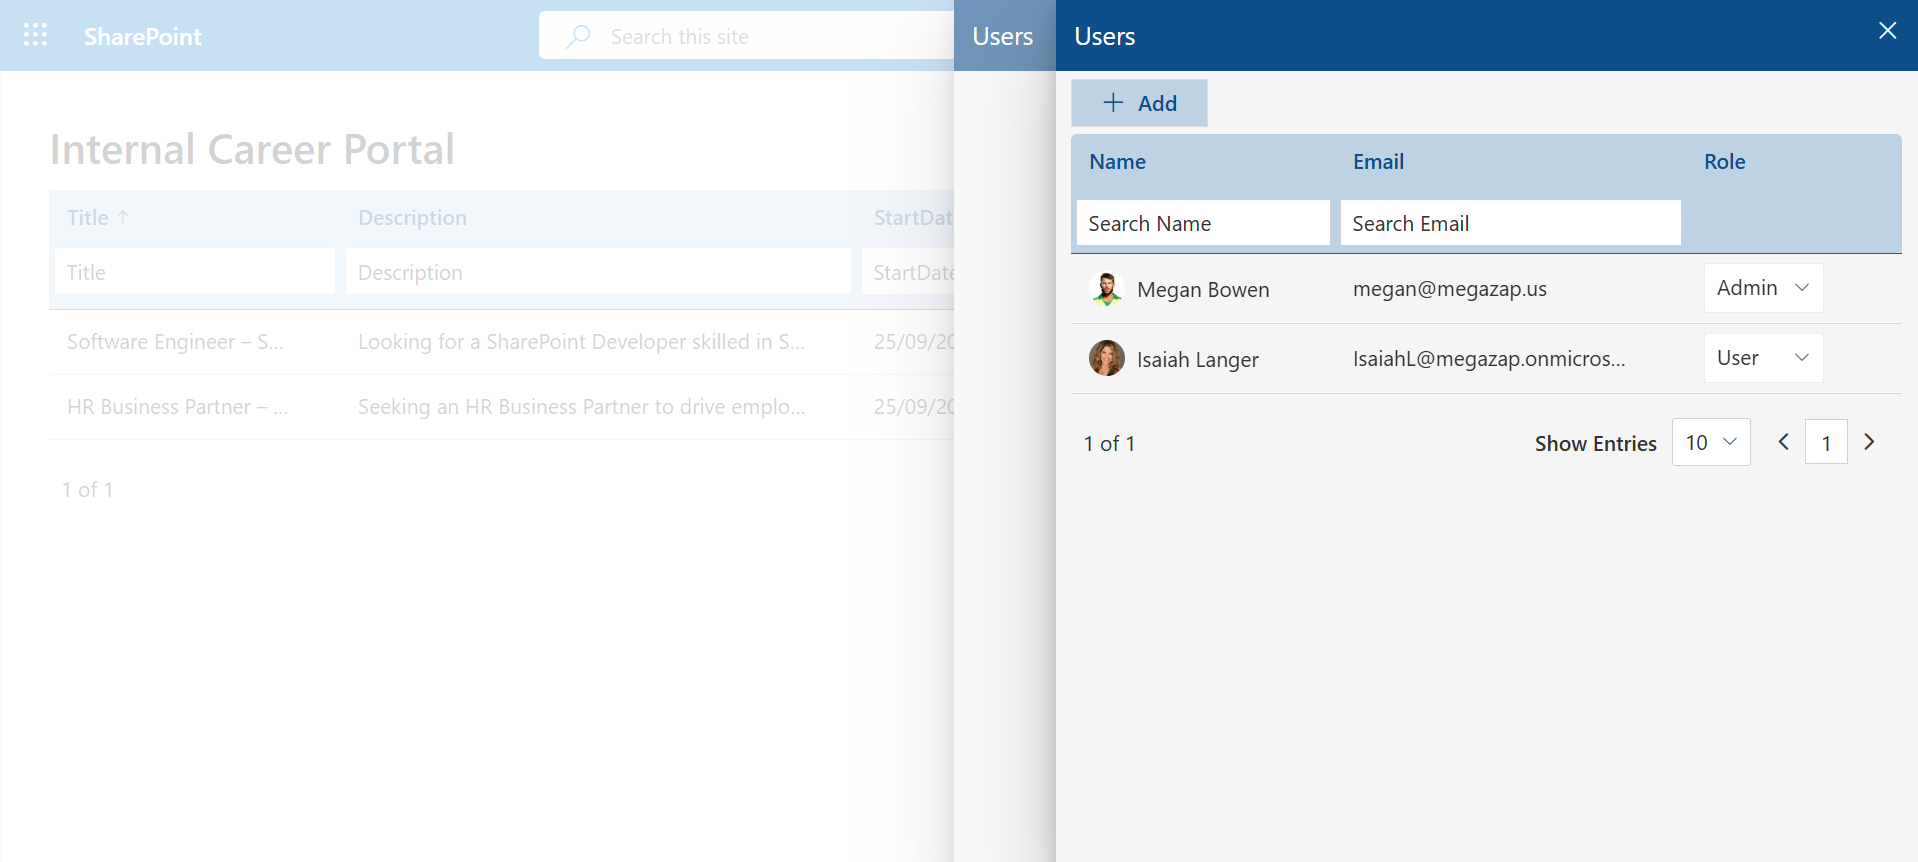 SharePoint
Search this site
Internal Career Portal
Title ↑ Description StartDat
Title Description StartDate
Software Engineer – S... Looking for a SharePoint Developer skilled in S... 25/09/20
HR Business Partner – ... Seeking an HR Business Partner to drive emplo... 25/09/20
1 of 1
Users
Users
+ Add
Name Email Role
Search Name Search Email
Megan Bowen megan@megazap.us Admin
Isaiah Langer IsaiahL@megazap.onmicros... User
1 of 1 Show Entries 10 1